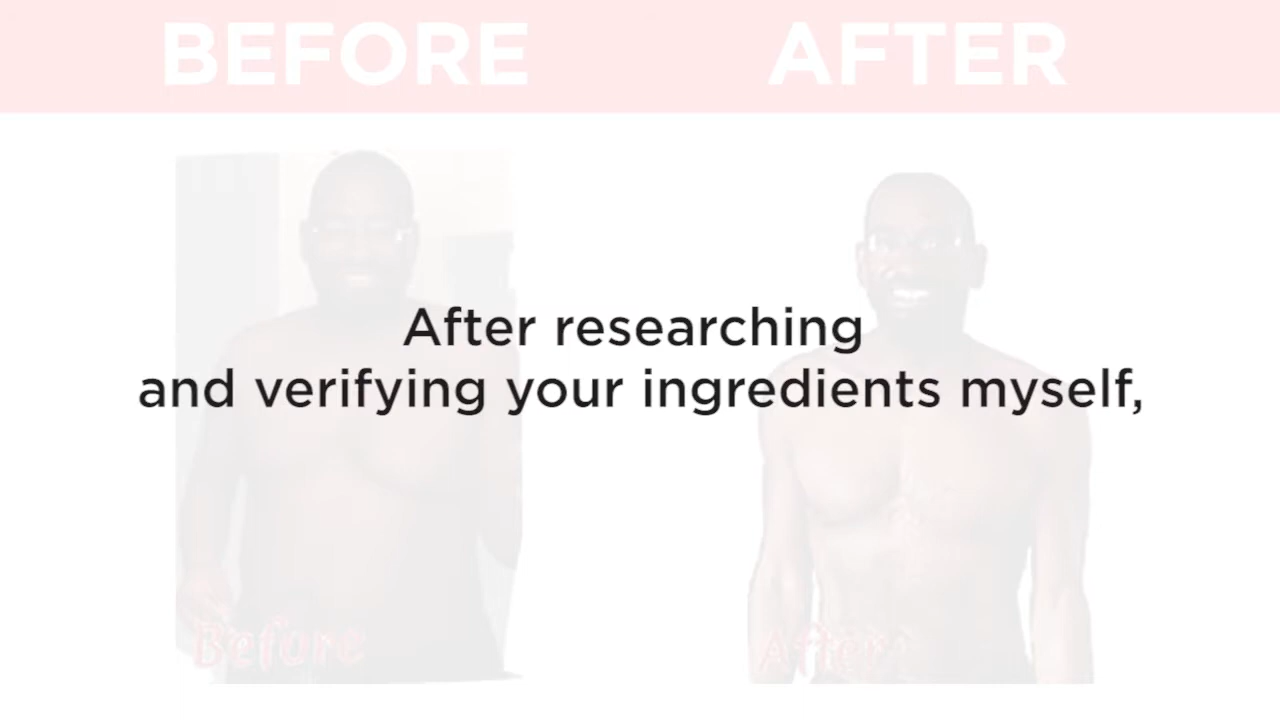 BEFORE AFTER
After researching
and verifying your ingredients myself,
Before After